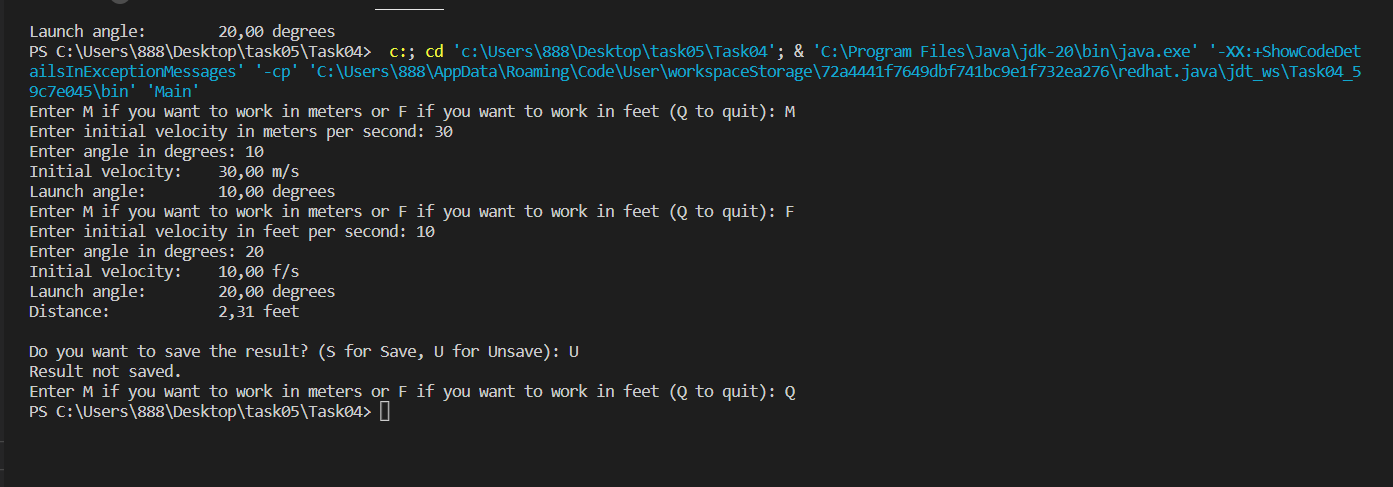 Launch angle:        20,00 degrees
PS C:\Users\888\Desktop\task05\Task04>  c:; cd 'c:\Users\888\Desktop\task05\Task04'; & 'C:\Program Files\Java\jdk-20\bin\java.exe' '-XX:+ShowCodeDet
ailsInExceptionMessages' '-cp' 'C:\Users\888\AppData\Roaming\Code\User\workspaceStorage\72a4441f7649dbf741bc9e1f732ea276\redhat.java\jdt_ws\Task04_5
9c7e045\bin' 'Main'
Enter M if you want to work in meters or F if you want to work in feet (Q to quit): M
Enter initial velocity in meters per second: 30
Enter angle in degrees: 10
Initial velocity:    30,00 m/s
Launch angle:        10,00 degrees
Enter M if you want to work in meters or F if you want to work in feet (Q to quit): F
Enter initial velocity in feet per second: 10
Enter angle in degrees: 20
Initial velocity:    10,00 f/s
Launch angle:        20,00 degrees
Distance:            2,31 feet

Do you want to save the result? (S for Save, U for Unsave): U
Result not saved.
Enter M if you want to work in meters or F if you want to work in feet (Q to quit): Q
PS C:\Users\888\Desktop\task05\Task04>